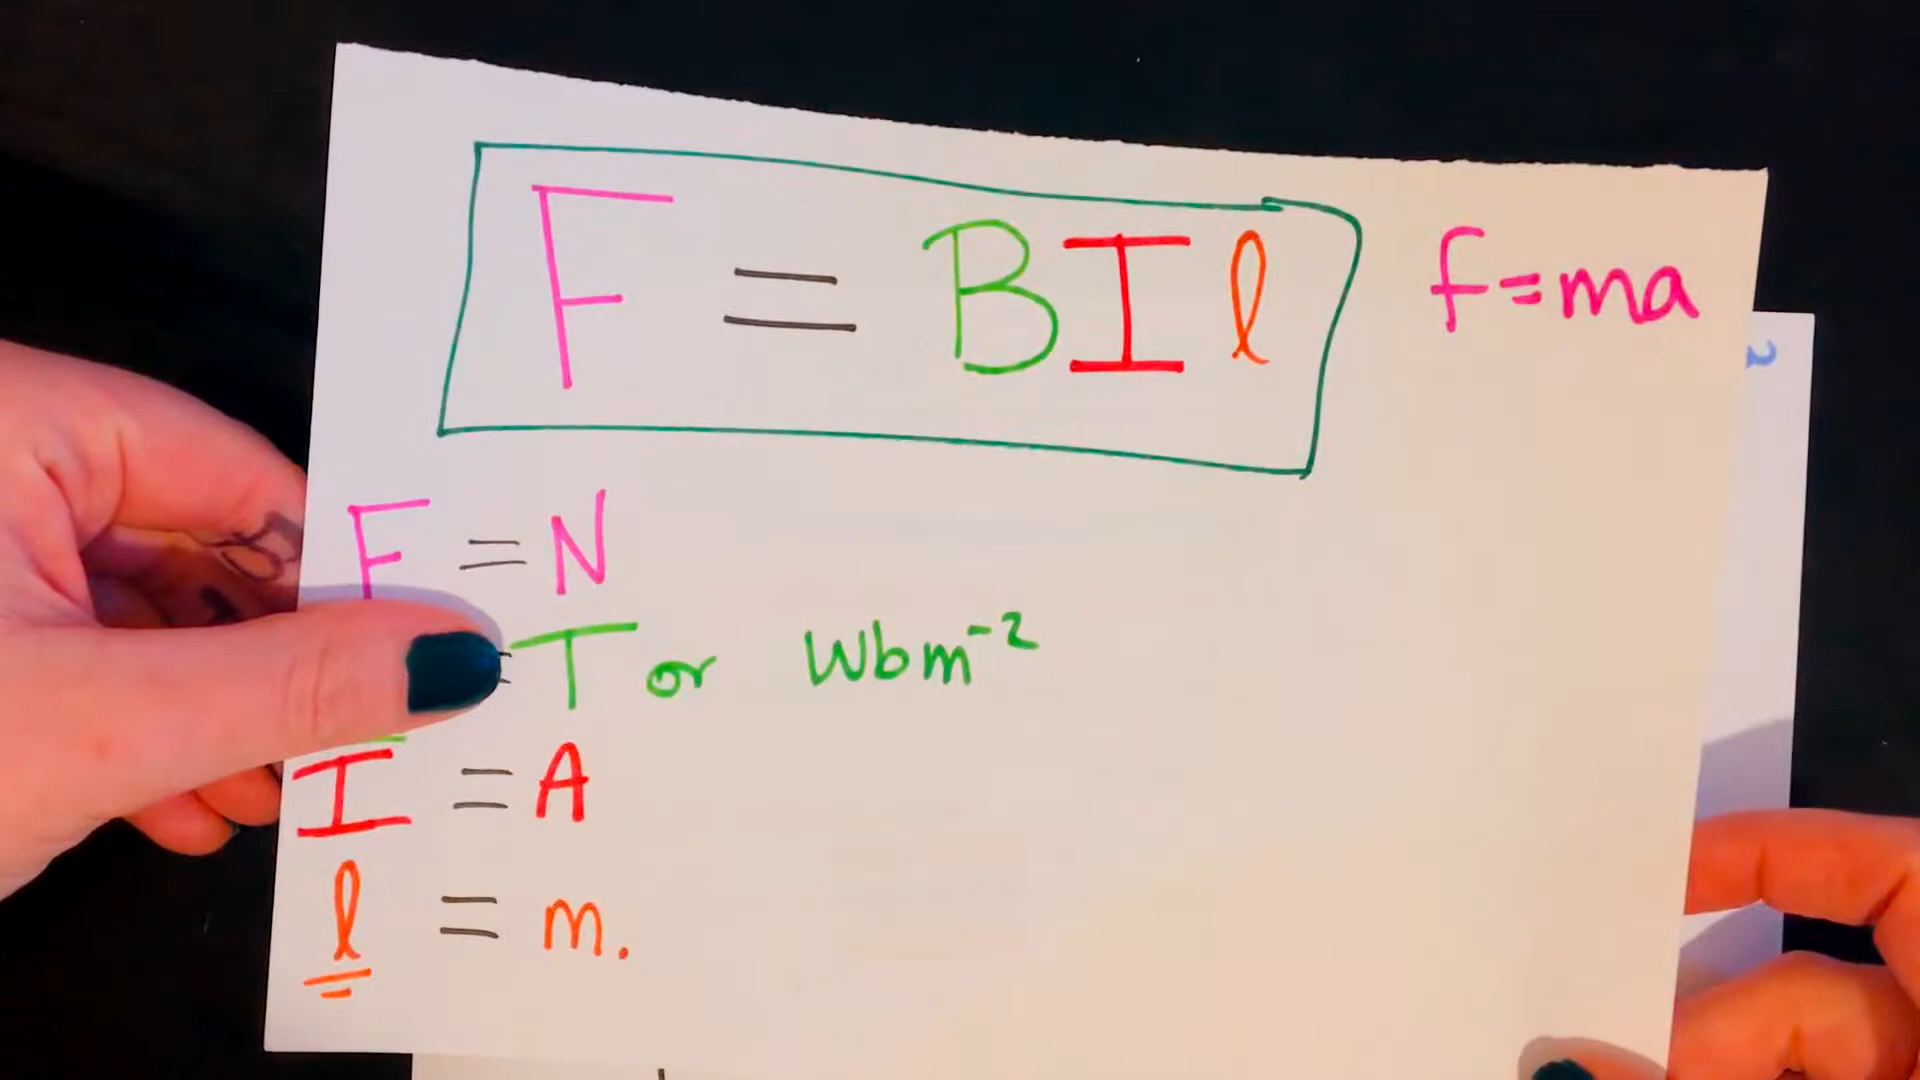 F = BIl f=ma
F = N
= T or Wbm⁻²
I = A
l = m.